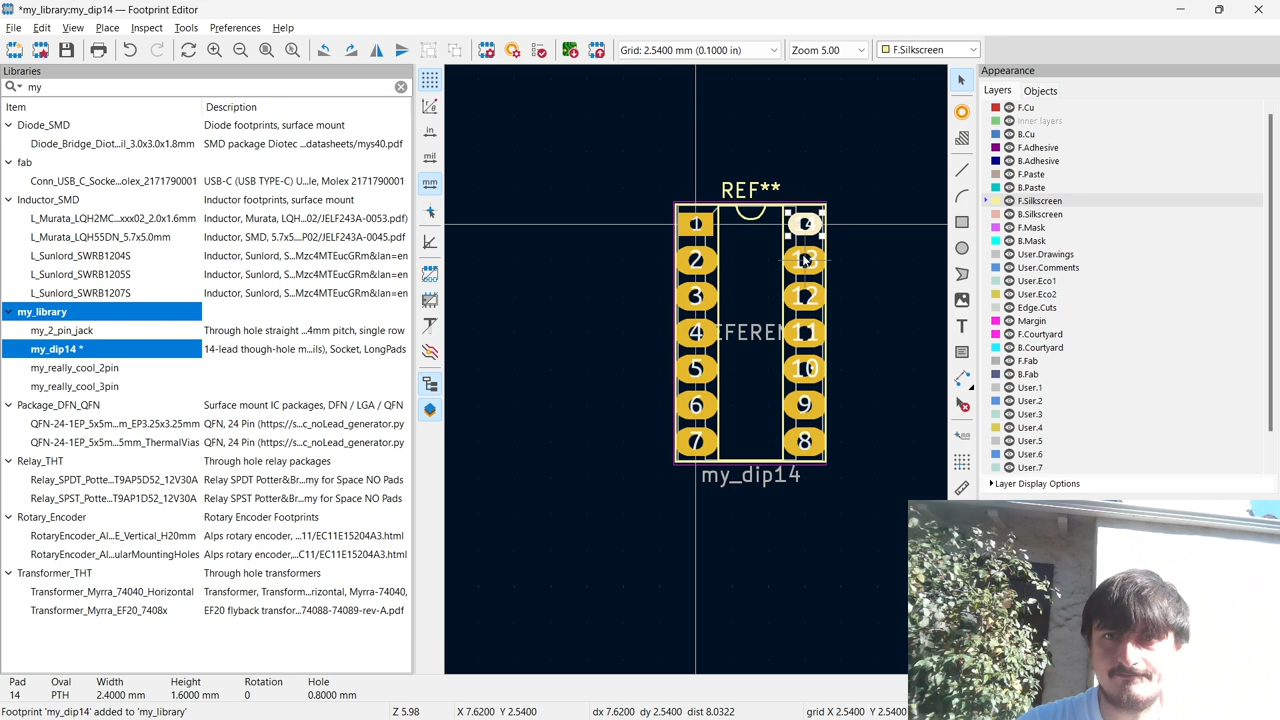 *my_library:my_dip14 — Footprint Editor
File Edit View Place Inspect Tools Preferences Help
Grid: 2.5400 mm (0.1000 in)
Zoom 5.00
F.Silkscreen
Libraries
my
Item Description
Diode_SMD Diode footprints, surface mount
Diode_Bridge_Diot...il_3.0x3.0x1.8mm SMD package Diotec ...datasheets/mys40.pdf
fab
Conn_USB_C_Socke...olex_2171790001 USB-C (USB TYPE-C) U...le, Molex 2171790001
Inductor_SMD Inductor footprints, surface mount
L_Murata_LQH2MC...xxx02_2.0x1.6mm Inductor, Murata, LQH...02/JELF243A-0053.pdf)
L_Murata_LQH55DN_5.7x5.0mm Inductor, SMD, 5.7x5...P02/JELF243A-0045.pdf
L_Sunlord_SWRB1204S Inductor, Sunlord, S...Mzc4MTEucGRm&lan=en
L_Sunlord_SWRB1205S Inductor, Sunlord, S...Mzc4MTEucGRm&lan=en
L_Sunlord_SWRB1207S Inductor, Sunlord, S...Mzc4MTEucGRm&lan=en
my_library
my_2_pin_jack Through hole straight ...4mm pitch, single row
my_dip14 * 14-lead though-hole m...ils), Socket, LongPads
my_really_cool_2pin
my_really_cool_3pin
Package_DFN_QFN Surface mount IC packages, DFN / LGA / QFN
QFN-24-1EP_5x5m...m_EP3.25x3.25mm QFN, 24 Pin (https://s...c_noLead_generator.py
QFN-24-1EP_5x5...5mm_ThermalVias QFN, 24 Pin (https://s...c_noLead_generator.py
Relay_THT Through hole relay packages
Relay_SPDT_Potte...T9AP5D52_12V30A Relay SPDT Potter&Br...my for Space NO Pads
Relay_SPST_Potte...T9AP1D52_12V30A Relay SPST Potter&Br...my for Space NO Pads
Rotary_Encoder Rotary Encoder Footprints
RotaryEncoder_Al...E_Vertical_H20mm Alps rotary encoder, ...11/EC11E15204A3.html
RotaryEncoder_Al...ularMountingHoles Alps rotary encoder,...C11/EC11E15204A3.html
Transformer_THT Through hole transformers
Transformer_Myrra_74040_Horizontal Transformer, Transform...rizontal, Myrra-74040,
Transformer_Myrra_EF20_7408x EF20 flyback transfor...74088-74089-rev-A.pdf
in
mil
mm
REF**
1
2 13
3 12
4 11
5 10
6 9
7 8
my_dip14
Appearance
Layers Objects
F.Cu
Inner layers
B.Cu
F.Adhesive
B.Adhesive
F.Paste
B.Paste
F.Silkscreen
B.Silkscreen
F.Mask
B.Mask
User.Drawings
User.Comments
User.Eco1
User.Eco2
Edge.Cuts
Margin
F.Courtyard
B.Courtyard
F.Fab
B.Fab
User.1
User.2
User.3
User.4
User.5
User.6
User.7
Layer Display Options
Pad Oval Width Height Rotation Hole
14 PTH 2.4000 mm 1.6000 mm 0 0.8000 mm
Footprint 'my_dip14' added to 'my_library' Z 5.98 X 7.6200 Y 2.5400 dx 7.6200 dy 2.5400 dist 8.0322 grid X 2.5400 Y 2.5400